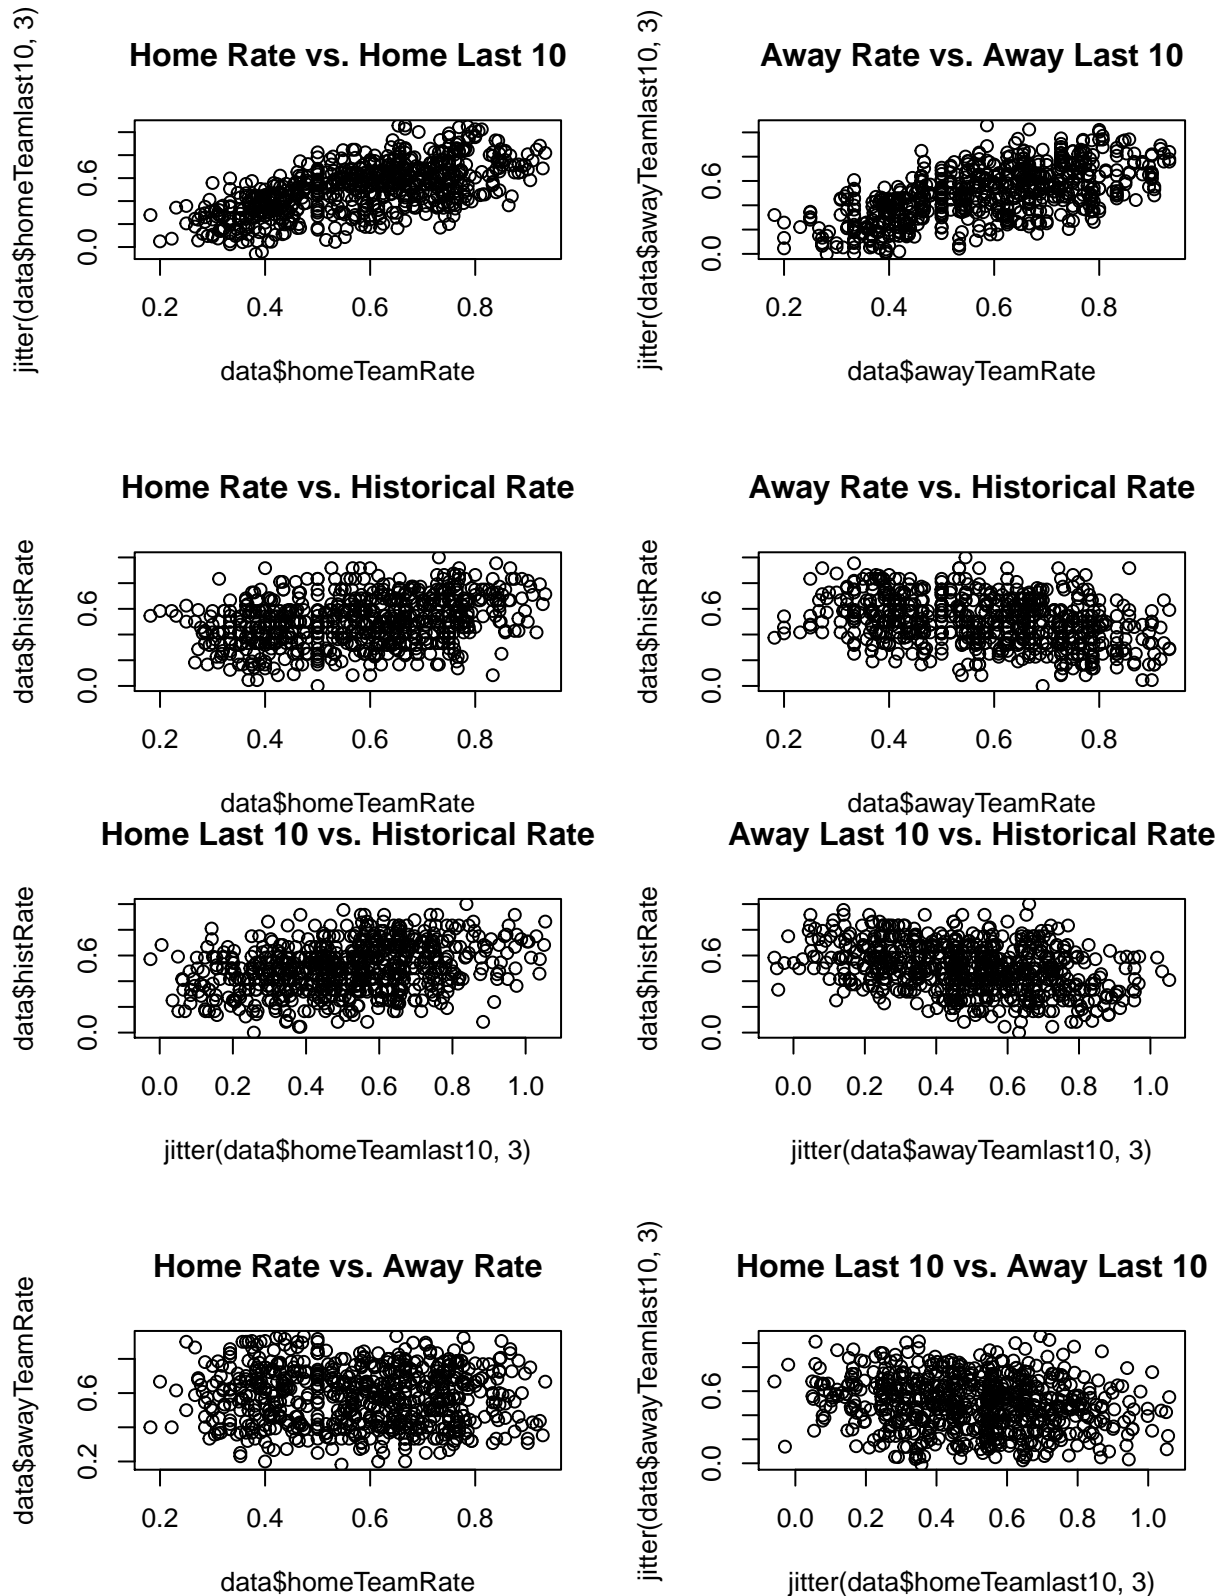 Home Rate vs. Home Last 10
jitter(data$homeTeamlast10, 3)
0.6
0.0
0.2 0.4 0.6 0.8
data$homeTeamRate
Away Rate vs. Away Last 10
jitter(data$awayTeamlast10, 3)
0.6
0.0
0.2 0.4 0.6 0.8
data$awayTeamRate
Home Rate vs. Historical Rate
data$histRate
0.6
0.0
0.2 0.4 0.6 0.8
data$homeTeamRate
Away Rate vs. Historical Rate
data$histRate
0.6
0.0
0.2 0.4 0.6 0.8
data$awayTeamRate
Home Last 10 vs. Historical Rate
data$histRate
0.6
0.0
0.0 0.2 0.4 0.6 0.8 1.0
jitter(data$homeTeamlast10, 3)
Away Last 10 vs. Historical Rate
data$histRate
0.6
0.0
0.0 0.2 0.4 0.6 0.8 1.0
jitter(data$awayTeamlast10, 3)
Home Rate vs. Away Rate
data$awayTeamRate
0.6
0.2
0.2 0.4 0.6 0.8
data$homeTeamRate
Home Last 10 vs. Away Last 10
jitter(data$awayTeamlast10, 3)
0.6
0.0
0.0 0.2 0.4 0.6 0.8 1.0
jitter(data$homeTeamlast10, 3)